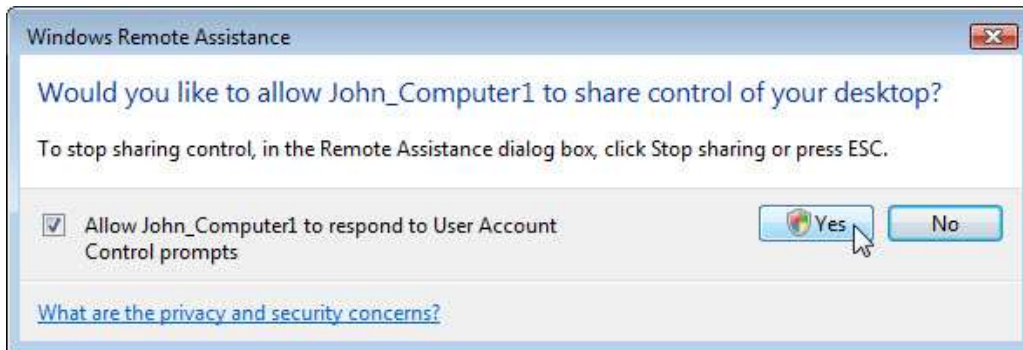 Windows Remote Assistance
Would you like to allow John_Computer1 to share control of your desktop?
To stop sharing control, in the Remote Assistance dialog box, click Stop sharing or press ESC.
Allow John_Computer1 to respond to User Account
Control prompts
Yes
No
What are the privacy and security concerns?